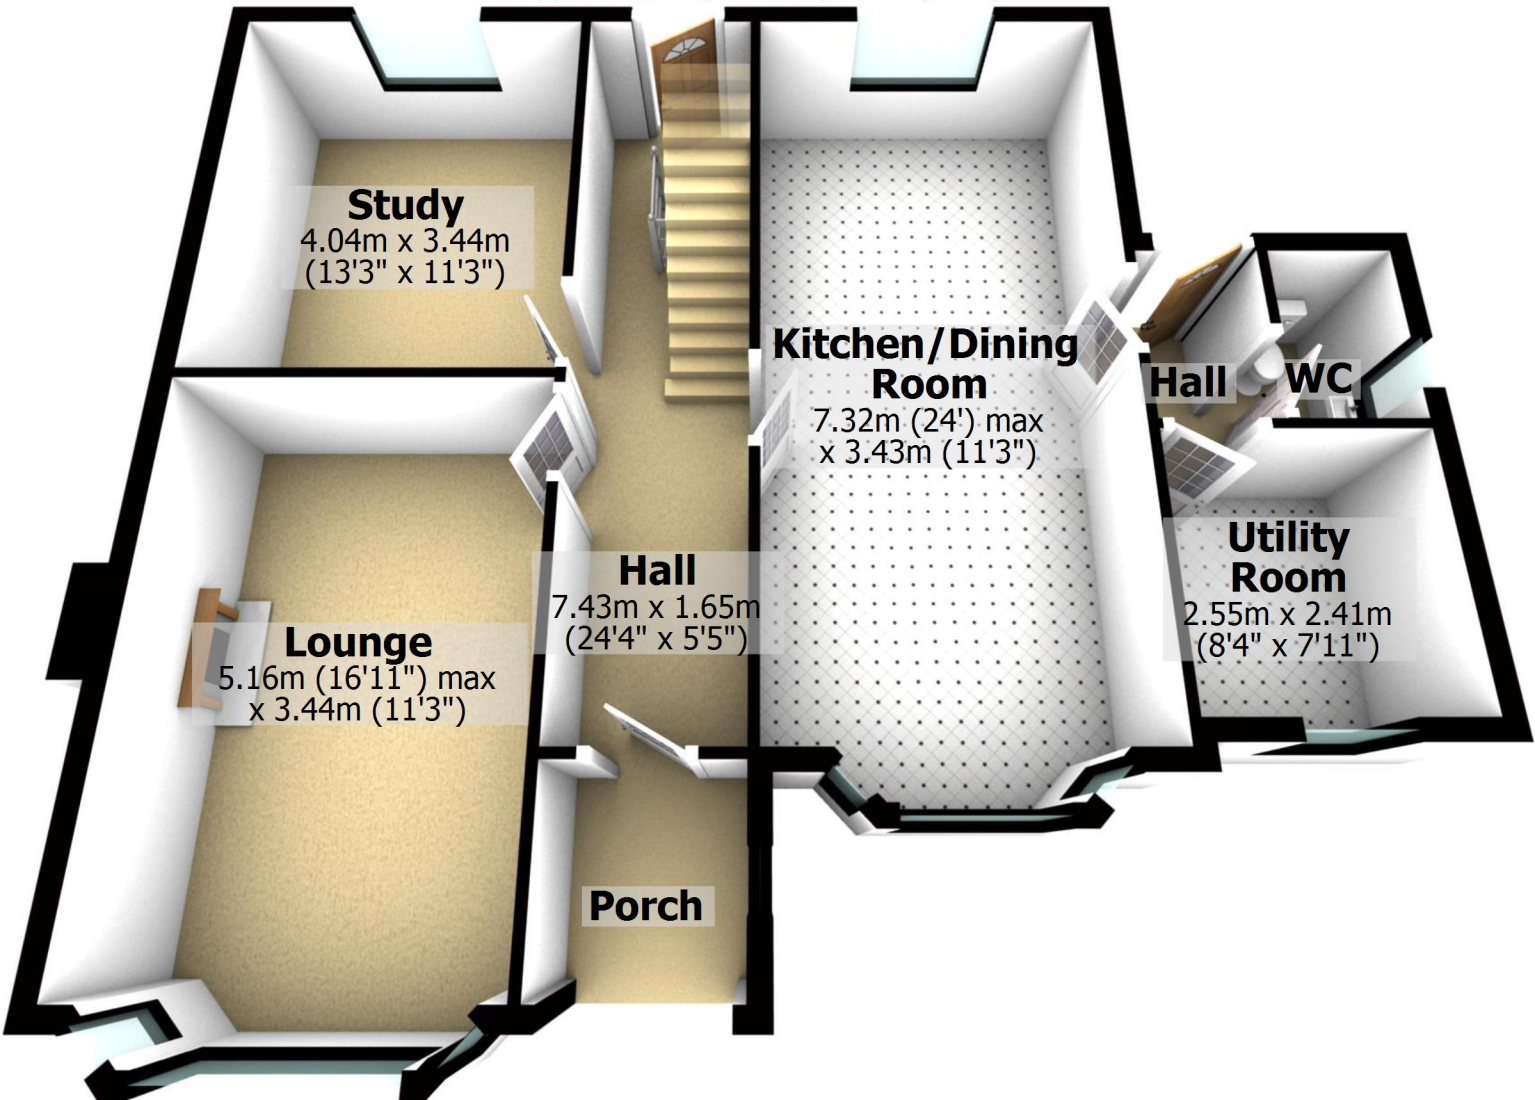 Study
4.04m x 3.44m
(13'3" x 11'3")
Kitchen/Dining
Room
7.32m (24') max
x 3.43m (11'3")
Hall
WC
Utility
Room
2.55m x 2.41m
(8'4" x 7'11")
Hall
7.43m x 1.65m
(24'4" x 5'5")
Lounge
5.16m (16'11") max
x 3.44m (11'3")
Porch